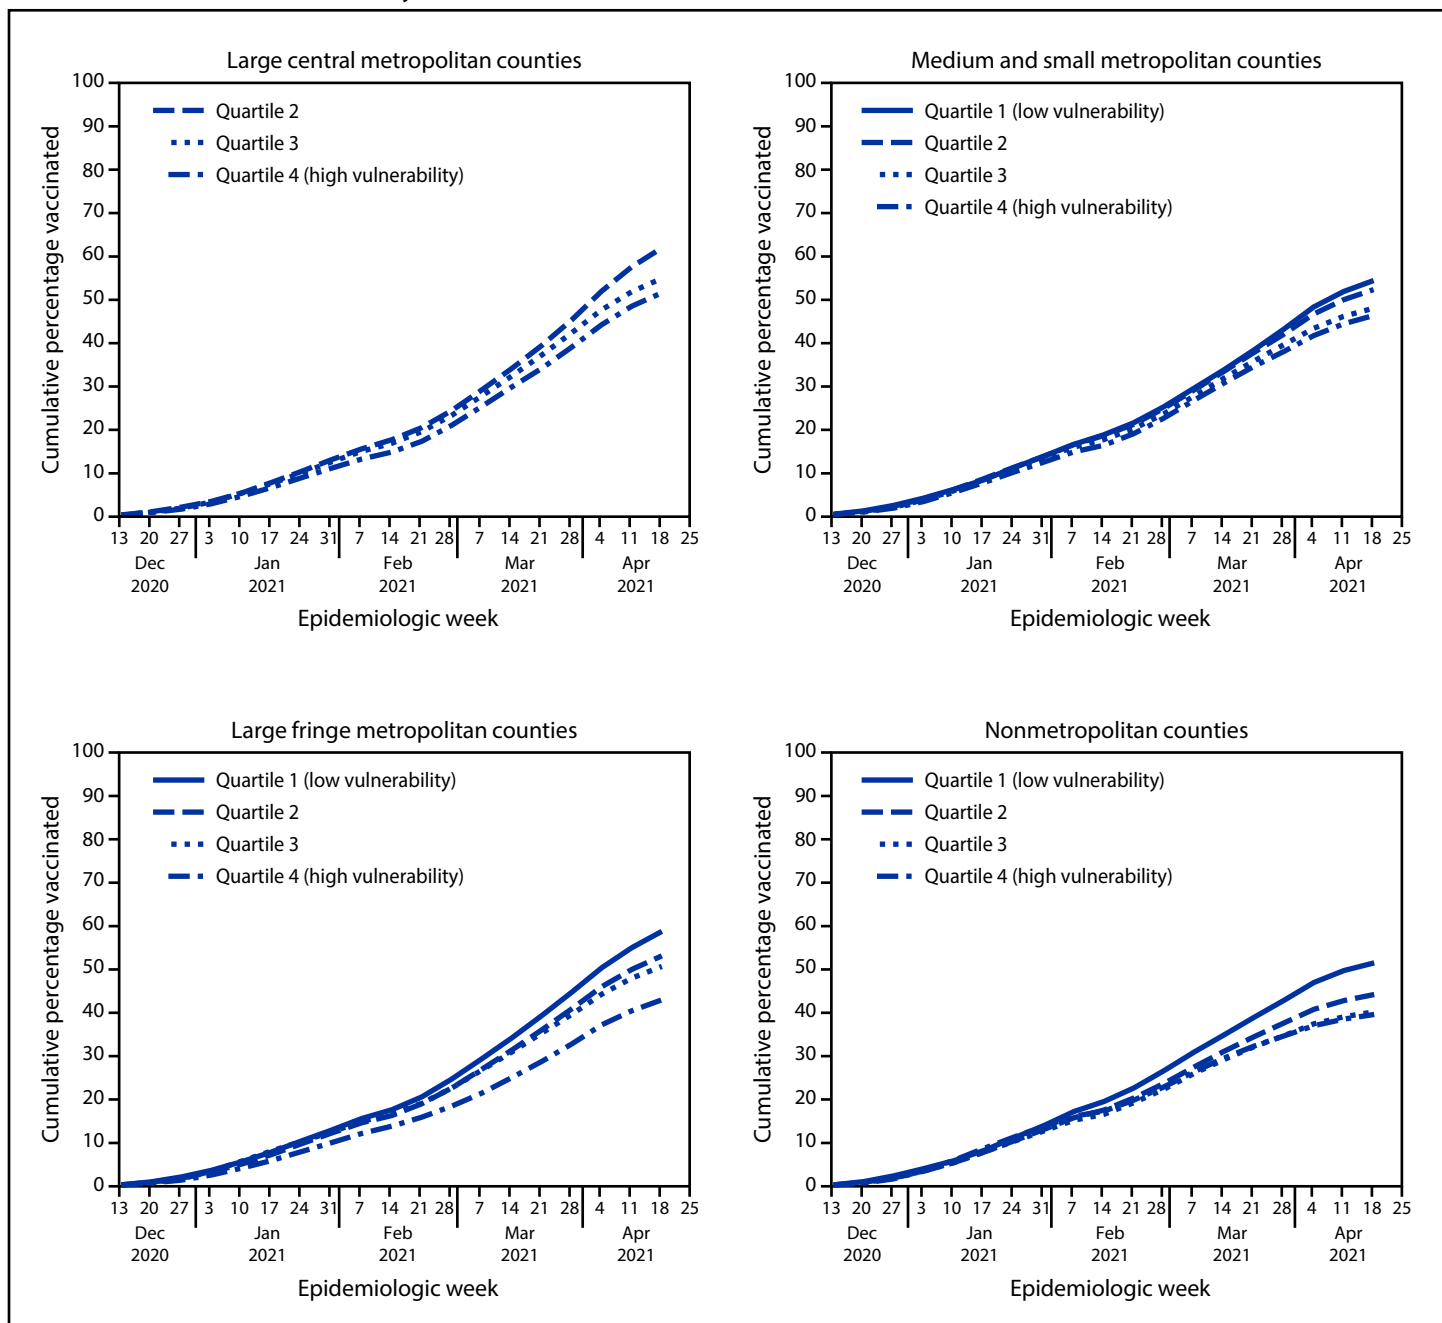 Large central metropolitan counties
Cumulative percentage vaccinated
100
90
80
70
60
50
40
30
20
10
0
Quartile 2
Quartile 3
Quartile 4 (high vulnerability)
13 20 27 3 10 17 24 31 7 14 21 28 7 14 21 28 4 11 18 25
Dec Jan Feb Mar Apr
2020 2021 2021 2021 2021
Epidemiologic week
Medium and small metropolitan counties
Cumulative percentage vaccinated
100
90
80
70
60
50
40
30
20
10
0
Quartile 1 (low vulnerability)
Quartile 2
Quartile 3
Quartile 4 (high vulnerability)
13 20 27 3 10 17 24 31 7 14 21 28 7 14 21 28 4 11 18 25
Dec Jan Feb Mar Apr
2020 2021 2021 2021 2021
Epidemiologic week
Large fringe metropolitan counties
Cumulative percentage vaccinated
100
90
80
70
60
50
40
30
20
10
0
Quartile 1 (low vulnerability)
Quartile 2
Quartile 3
Quartile 4 (high vulnerability)
13 20 27 3 10 17 24 31 7 14 21 28 7 14 21 28 4 11 18 25
Dec Jan Feb Mar Apr
2020 2021 2021 2021 2021
Epidemiologic week
Nonmetropolitan counties
Cumulative percentage vaccinated
100
90
80
70
60
50
40
30
20
10
0
Quartile 1 (low vulnerability)
Quartile 2
Quartile 3
Quartile 4 (high vulnerability)
13 20 27 3 10 17 24 31 7 14 21 28 7 14 21 28 4 11 18 25
Dec Jan Feb Mar Apr
2020 2021 2021 2021 2021
Epidemiologic week